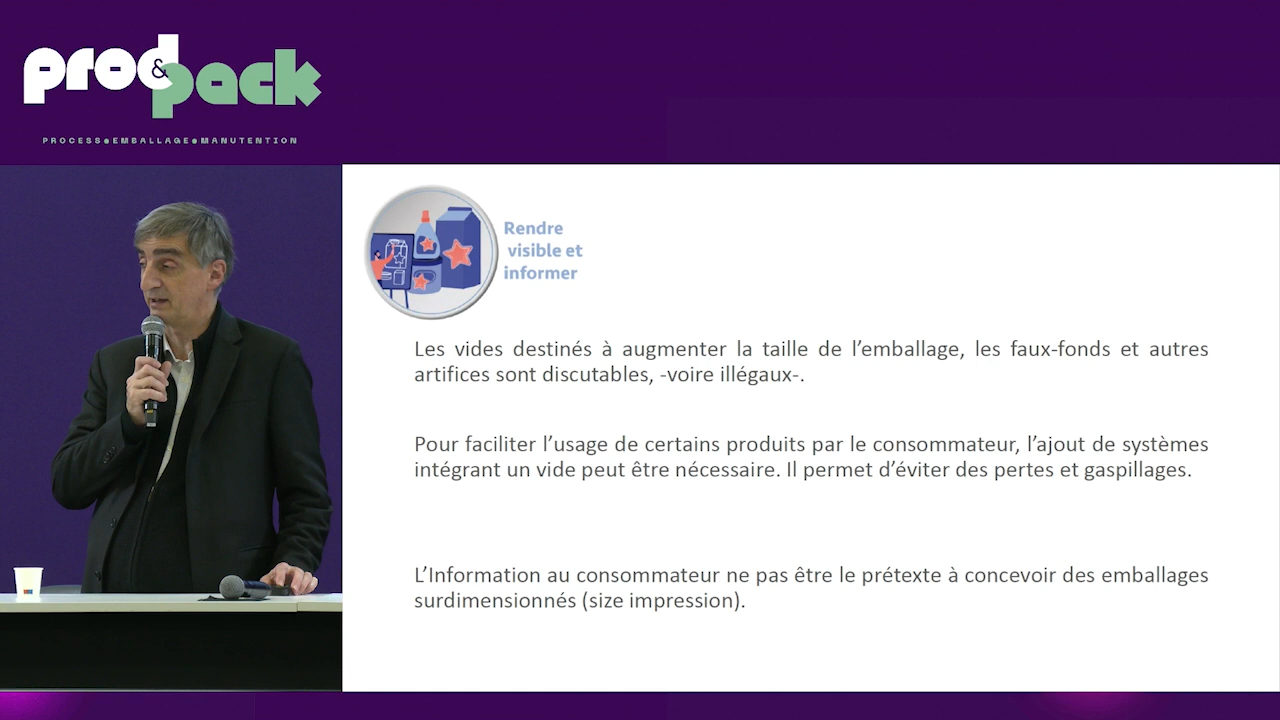 prod&pack
PROCESS●EMBALLAGE●MANUTENTION
Rendre
visible et
informer
Les vides destinés à augmenter la taille de l’emballage, les faux-fonds et autres
artifices sont discutables, -voire illégaux-.
Pour faciliter l’usage de certains produits par le consommateur, l’ajout de systèmes
intégrant un vide peut être nécessaire. Il permet d’éviter des pertes et gaspillages.
L’Information au consommateur ne pas être le prétexte à concevoir des emballages
surdimensionnés (size impression).